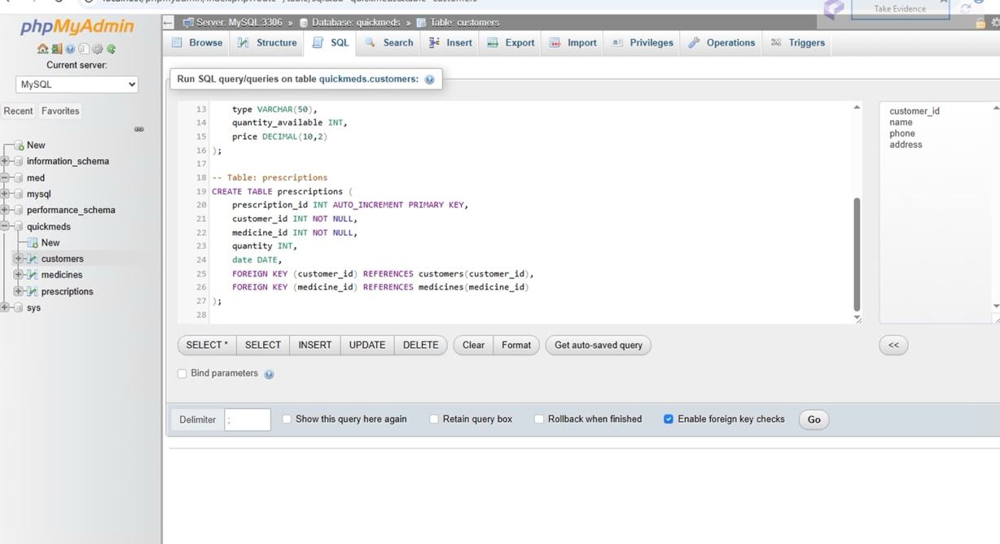 phpMyAdmin
Current server:
MySQL
Recent Favorites
New
information_schema
med
mysql
performance_schema
quickmeds
New
customers
medicines
prescriptions
sys
Server: MySQL:3306 » Database: quickmeds » Table: customers
Take Evidence
Browse Structure SQL Search Insert Export Import Privileges Operations Triggers
Run SQL query/queries on table quickmeds.customers:
13 type VARCHAR(50),
14 quantity_available INT,
15 price DECIMAL(10,2)
16 );
17
18 -- Table: prescriptions
19 CREATE TABLE prescriptions (
20 prescription_id INT AUTO_INCREMENT PRIMARY KEY,
21 customer_id INT NOT NULL,
22 medicine_id INT NOT NULL,
23 quantity INT,
24 date DATE,
25 FOREIGN KEY (customer_id) REFERENCES customers(customer_id),
26 FOREIGN KEY (medicine_id) REFERENCES medicines(medicine_id)
27 );
28
customer_id
name
phone
address
SELECT * SELECT INSERT UPDATE DELETE Clear Format Get auto-saved query <<
Bind parameters
Delimiter ; Show this query here again Retain query box Rollback when finished Enable foreign key checks Go